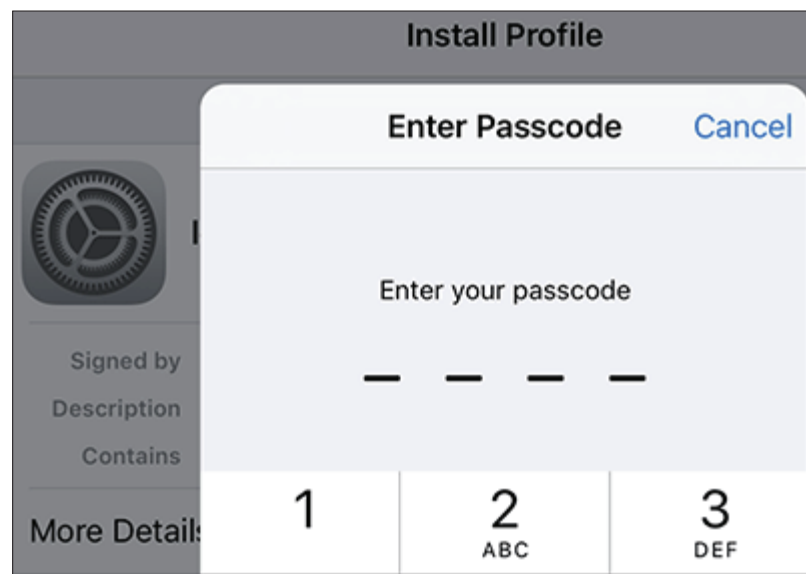 Install Profile
Enter Passcode Cancel
Enter your passcode
Signed by
Description
Contains
More Details
1 2 3
ABC DEF